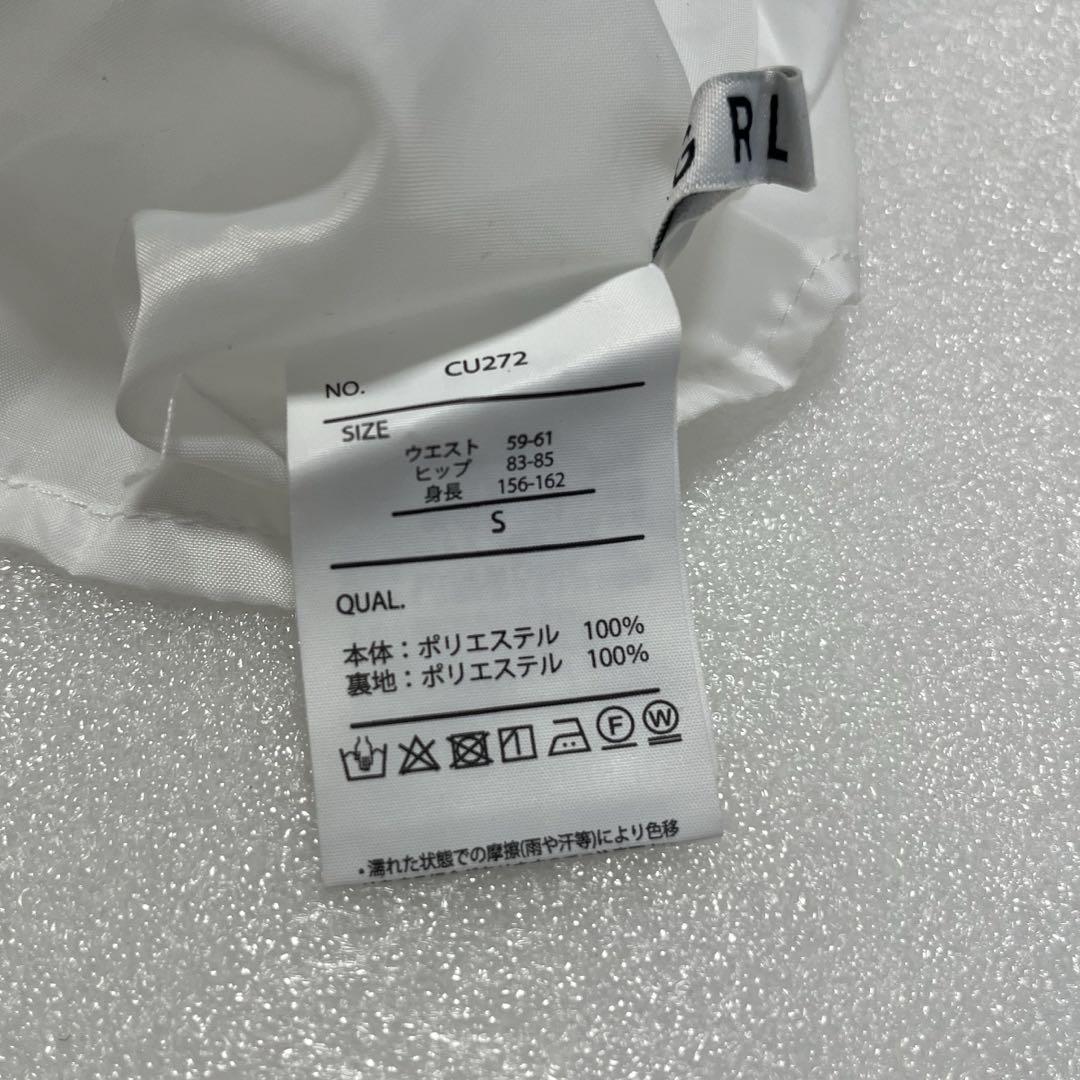 RL
NO. CU272
SIZE
ウエスト 59-61
ヒップ 83-85
身長 156-162
S
QUAL.
本体：ポリエステル 100%
裏地：ポリエステル 100%
F W
・濡れた状態での摩擦(雨や汗等)により色移